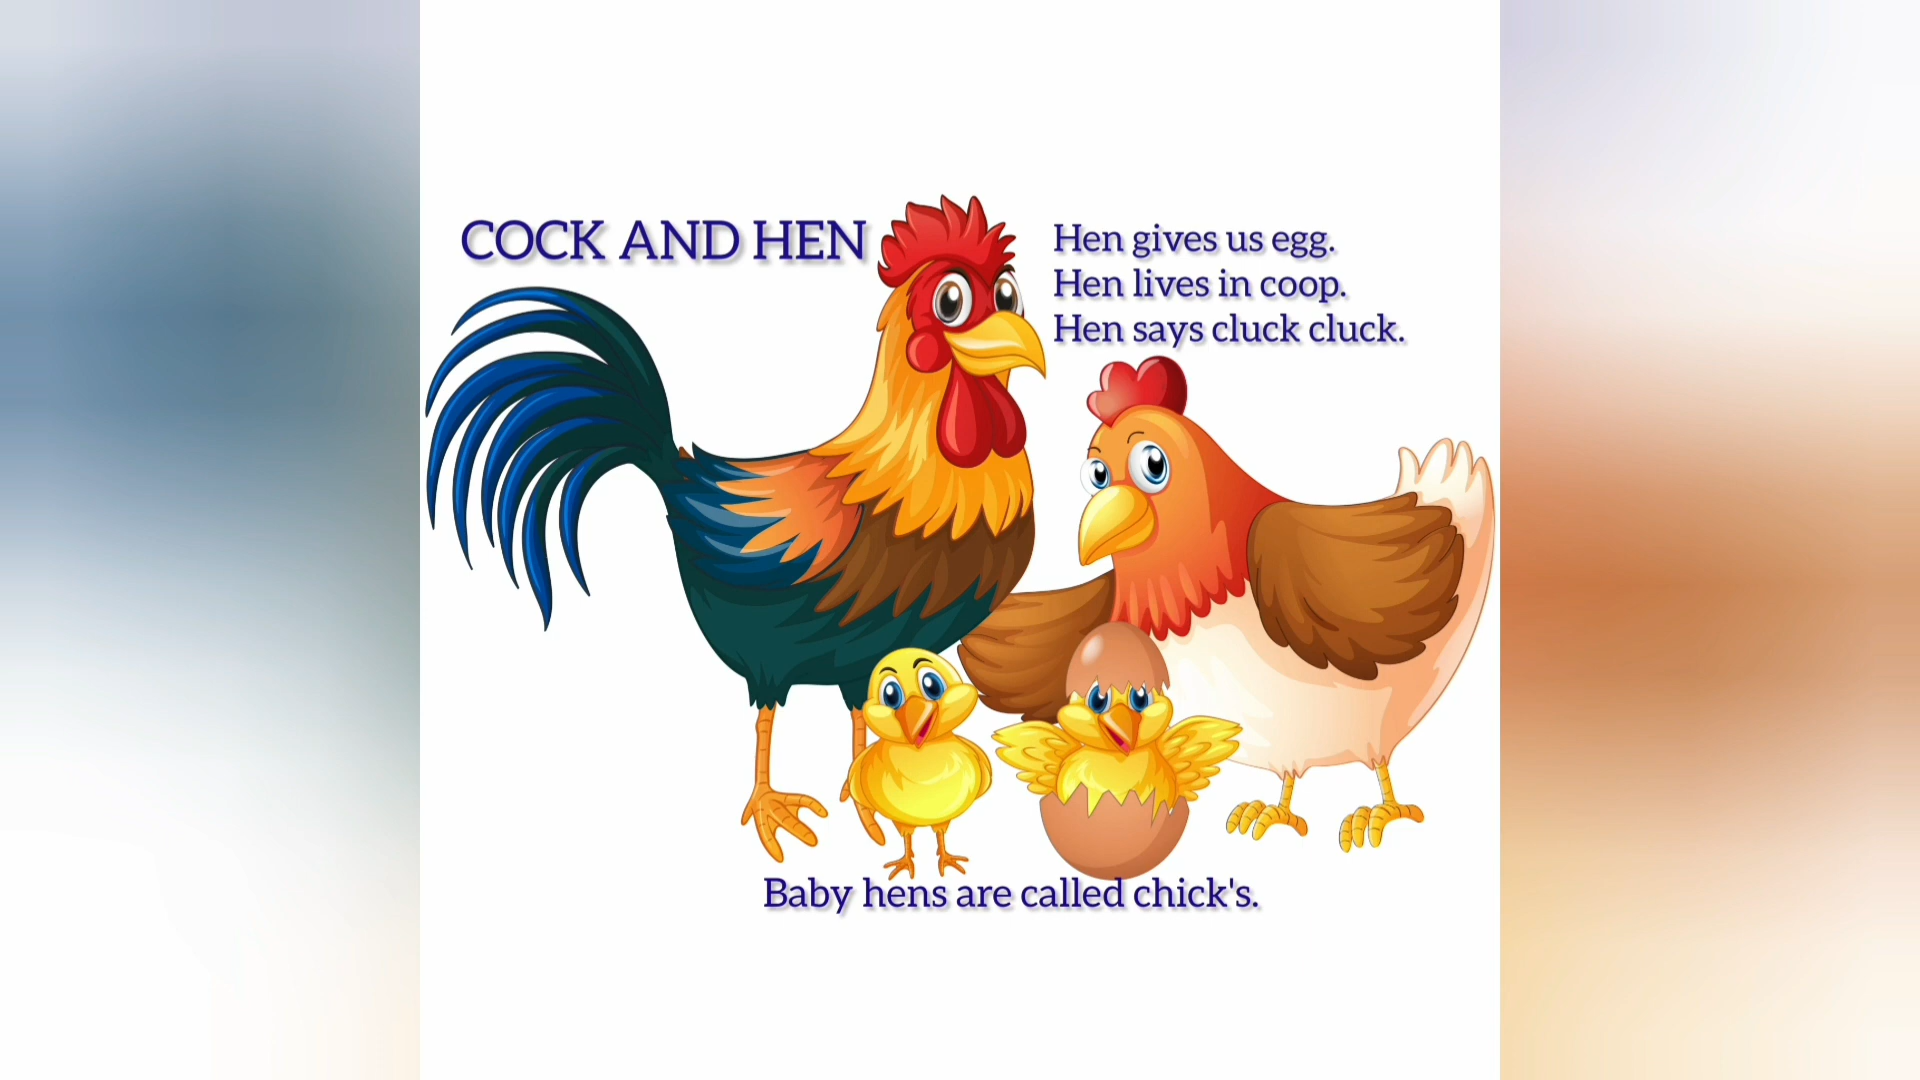 COCK AND HEN
Hen gives us egg.
Hen lives in coop.
Hen says cluck cluck.
Baby hens are called chick's.